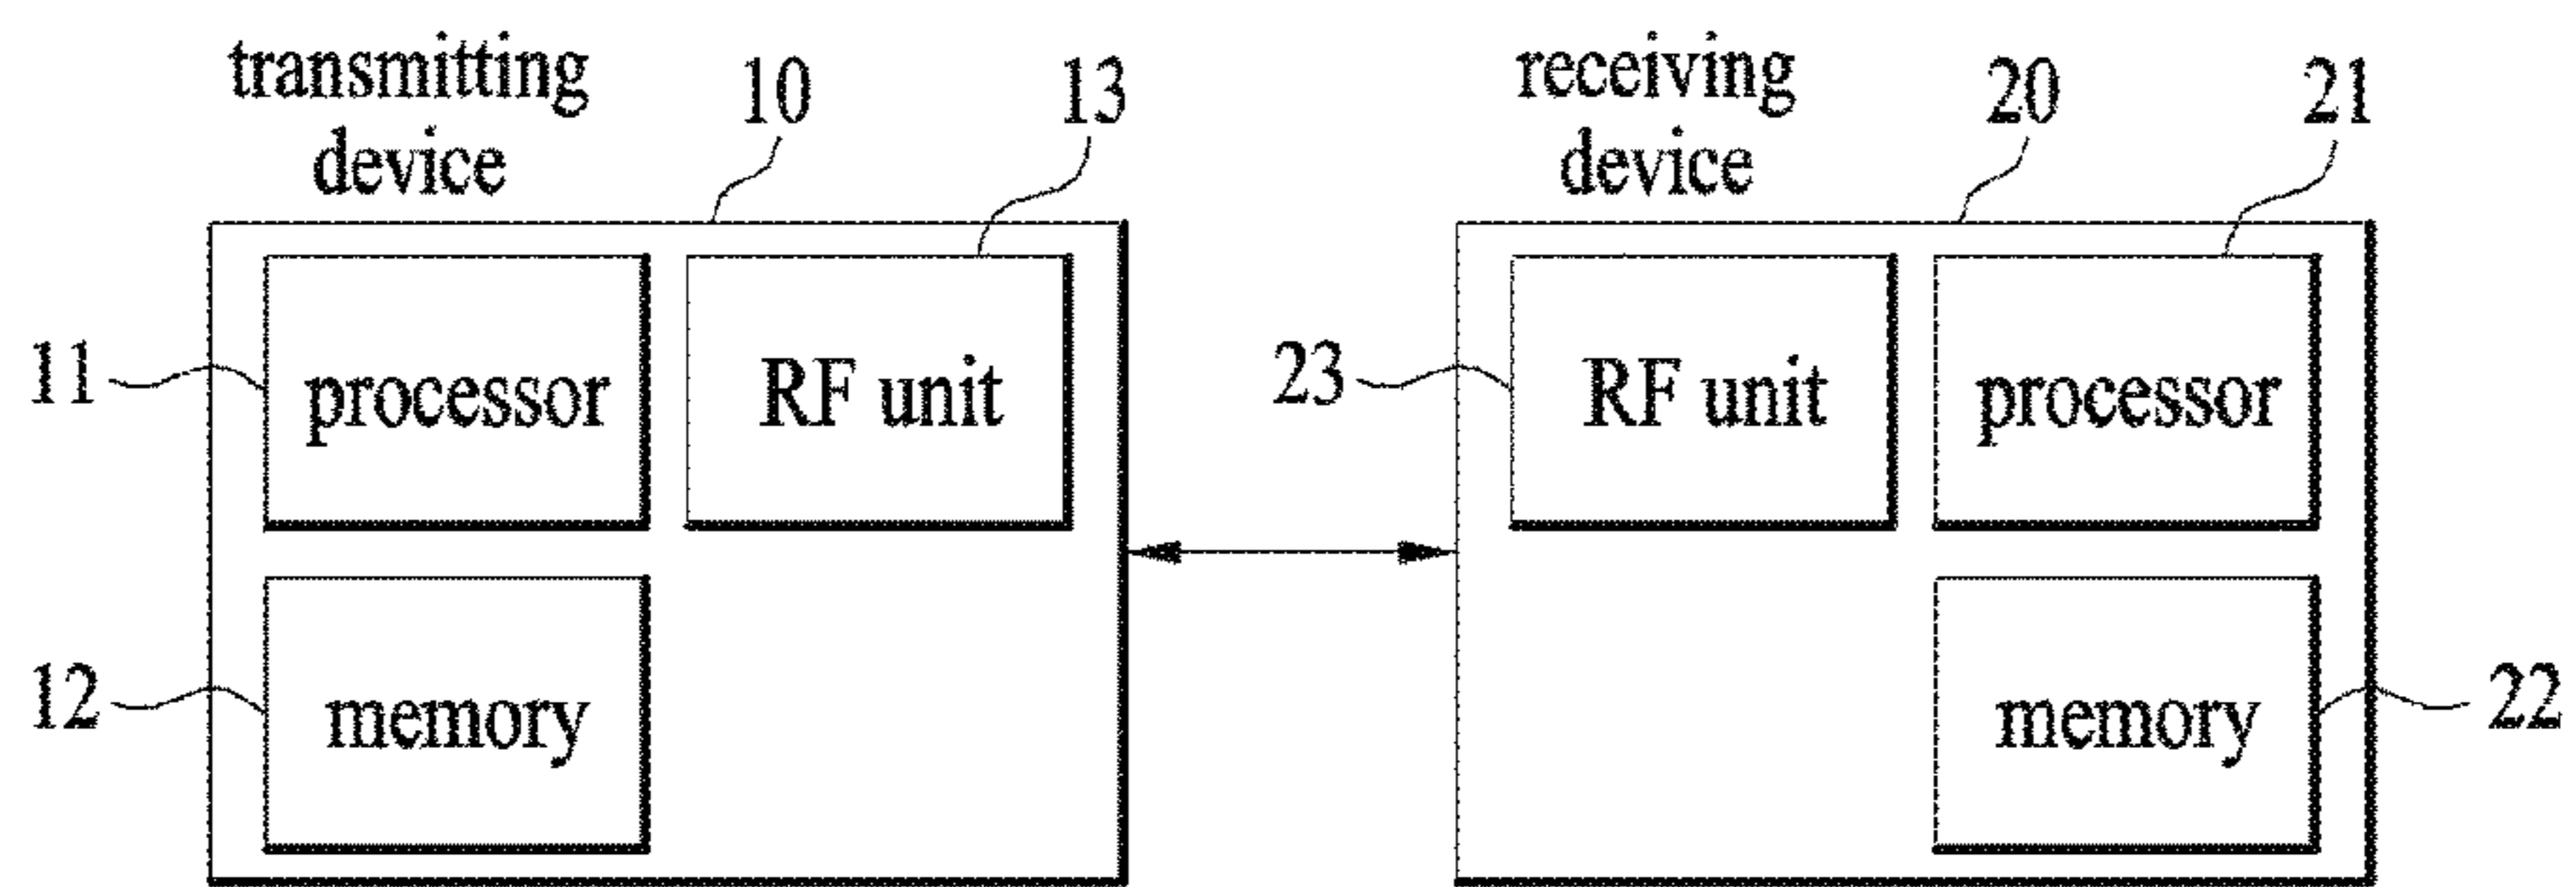 transmitting
device
10
13
11
processor
RF unit
12
memory
receiving
device
20
21
23
RF unit
processor
memory
22